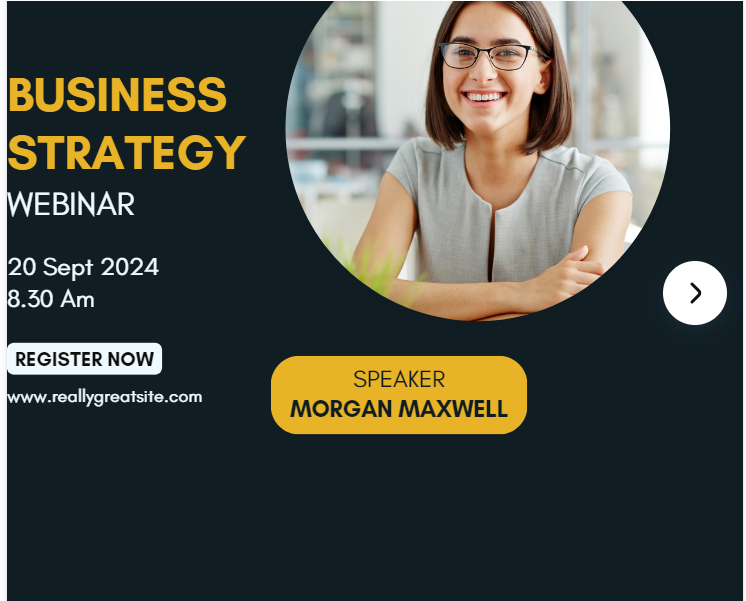 BUSINESS
STRATEGY
WEBINAR
20 Sept 2024
8.30 Am
REGISTER NOW
www.reallygreatsite.com
SPEAKER
MORGAN MAXWELL